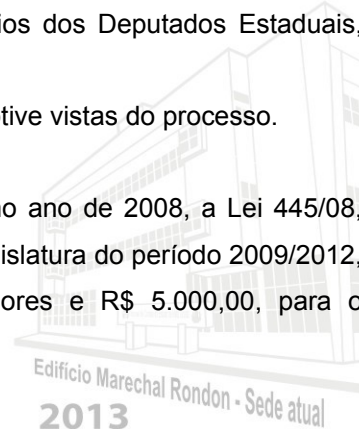 ios dos Deputados Estaduais,
tive vistas do processo.
no ano de 2008, a Lei 445/08,
islatura do período 2009/2012,
ores e R$ 5.000,00, para o
Edifício Marechal Rondon - Sede atual
2013